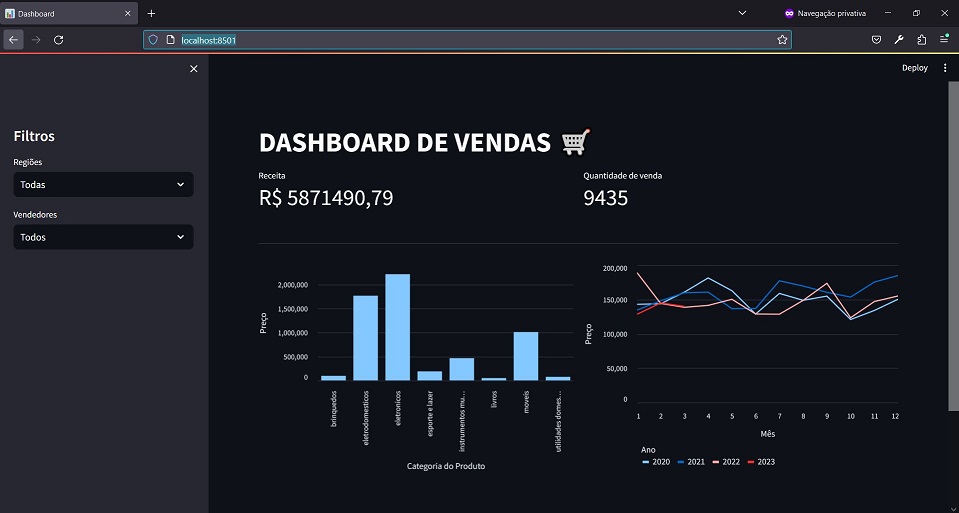 Dashboard
Navegação privativa
localhost:8501
Deploy
Filtros
Regiões
Todas
Vendedores
Todos
DASHBOARD DE VENDAS
Receita
R$ 5871490,79
Quantidade de venda
9435
2,000,000
1,500,000
1,000,000
500,000
0
Preço
brinquedos
eletrodomesticos
eletronicos
esporte e lazer
instrumentos mu…
livros
moveis
utilidades domes…
Categoria do Produto
200,000
150,000
100,000
50,000
0
Preço
1 2 3 4 5 6 7 8 9 10 11 12
Mês
Ano
2020 2021 2022 2023